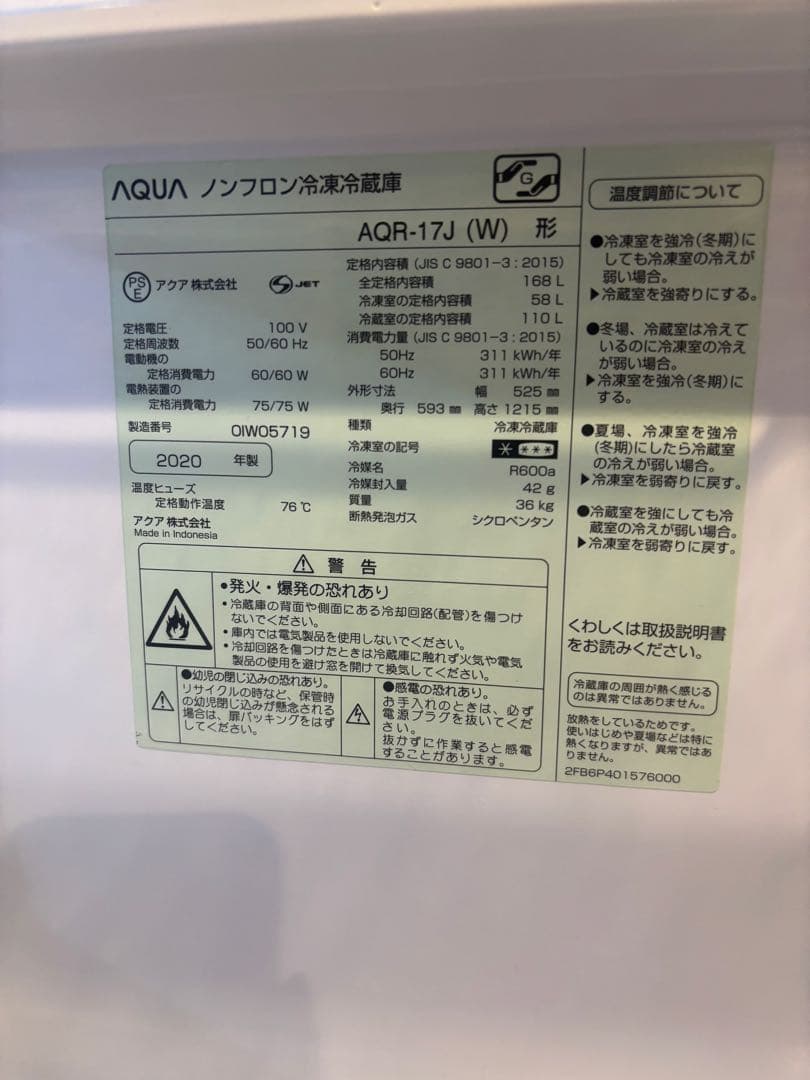 AQUA ノンフロン冷凍冷蔵庫
G
AQR-17J (W) 形
PS
E
アクア 株式会社
S JET
定格電圧 100 V
定格周波数 50/60 Hz
電動機の
定格消費電力 60/60 W
電熱装置の
定格消費電力 75/75 W
製造番号 OIW05719
2020 年製
温度ヒューズ
定格動作温度 76 ℃
アクア 株式会社
Made in Indonesia
定格内容積 (JIS C 9801-3 : 2015)
全定格内容積 168 L
冷凍室の定格内容積 58 L
冷蔵室の定格内容積 110 L
消費電力量 (JIS C 9801-3 : 2015)
50Hz 311 kWh/年
60Hz 311 kWh/年
外形寸法 幅 525 ㎜
奥行 593 ㎜ 高さ 1215 ㎜
種類 冷凍冷蔵庫
冷凍室の記号 * ***
冷媒名 R600a
冷媒封入量 42 g
質量 36 kg
断熱発泡ガス シクロペンタン
⚠ 警 告
●発火・爆発の恐れあり
・冷蔵庫の背面や側面にある冷却回路(配管)を傷つけ
ないでください。
・庫内では電気製品を使用しないでください。
・冷却回路を傷つけたときは冷蔵庫に触れず火気や電気
製品の使用を避け窓を開けて換気してください。
●幼児の閉じ込みの恐れあり。
リサイクルの時など、保管時
の幼児閉じ込みが懸念される
場合は、扉パッキングをはず
してください。
●感電の恐れあり。
お手入れのときは、必ず
電源プラグを抜いてくだ
さい。
抜かずに作業すると感電
することがあります。
温度調節について
●冷凍室を強冷(冬期)に
しても冷凍室の冷えが
弱い場合。
▶冷蔵室を強寄りにする。
●冬場、冷蔵室は冷えて
いるのに冷凍室の冷え
が弱い場合。
▶冷凍室を強冷(冬期)に
する。
●夏場、冷凍室を強冷
(冬期)にしたら冷蔵室
の冷えが弱い場合。
▶冷凍室を弱寄りに戻す。
●冷蔵室を強にしても冷
蔵室の冷えが弱い場合。
▶冷凍室を弱寄りに戻す。
くわしくは取扱説明書
をお読みください。
冷蔵庫の周囲が熱く感じる
のは異常ではありません。
放熱をしているためです。
使いはじめや夏場などは特に
熱くなりますが、異常ではあ
りません。
2FB6P401576000